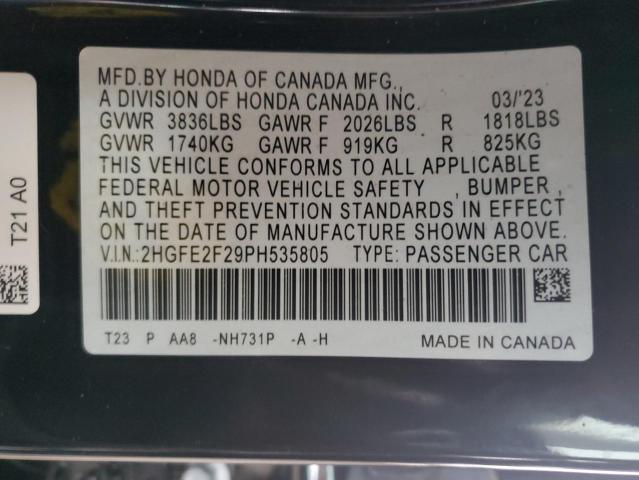 MFD.BY HONDA OF CANADA MFG.,
A DIVISION OF HONDA CANADA INC. 03/'23
GVWR 3836LBS GAWR F 2026LBS R 1818LBS
GVWR 1740KG GAWR F 919KG R 825KG
THIS VEHICLE CONFORMS TO ALL APPLICABLE
FEDERAL MOTOR VEHICLE SAFETY , BUMPER ,
AND THEFT PREVENTION STANDARDS IN EFFECT
ON THE DATE OF MANUFACTURE SHOWN ABOVE.
V.I.N.:2HGFE2F29PH535805 TYPE: PASSENGER CAR
T23 P AA8 -NH731P -A -H MADE IN CANADA
T21 A0